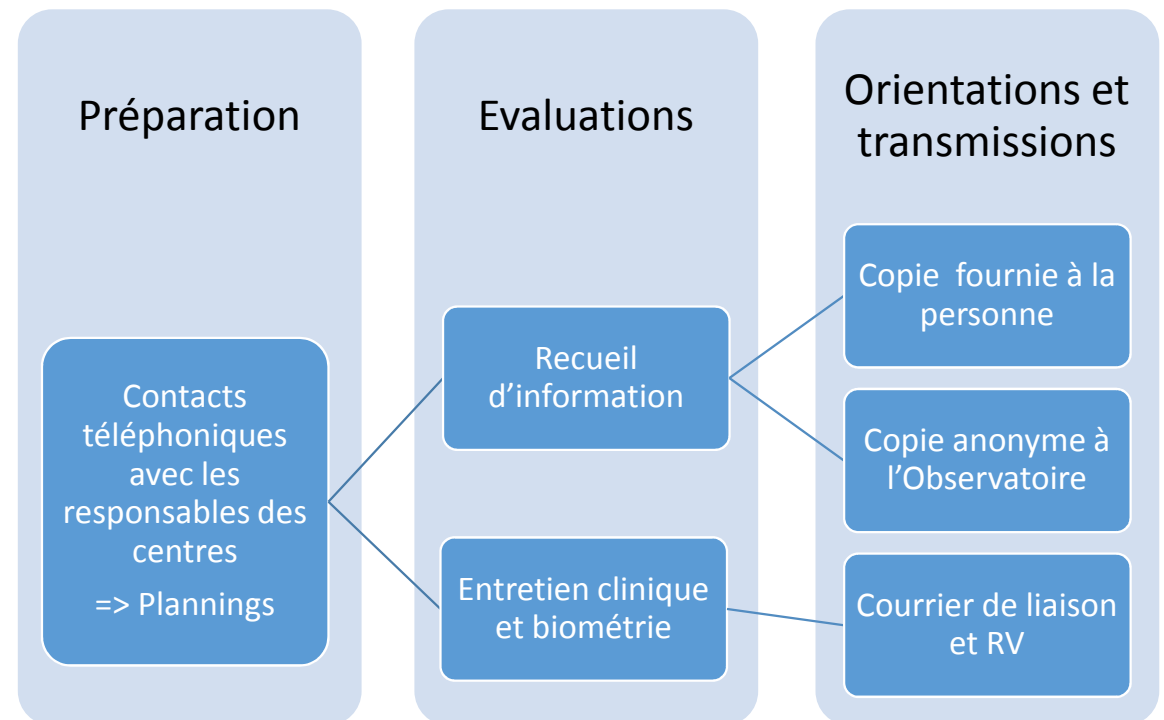 Préparation
Contacts
téléphoniques
avec les
responsables des
centres
=> Plannings
Evaluations
Recueil
d’information
Entretien clinique
et biométrie
Orientations et
transmissions
Copie  fournie à la
personne
Copie anonyme à
l’Observatoire
Courrier de liaison
et RV